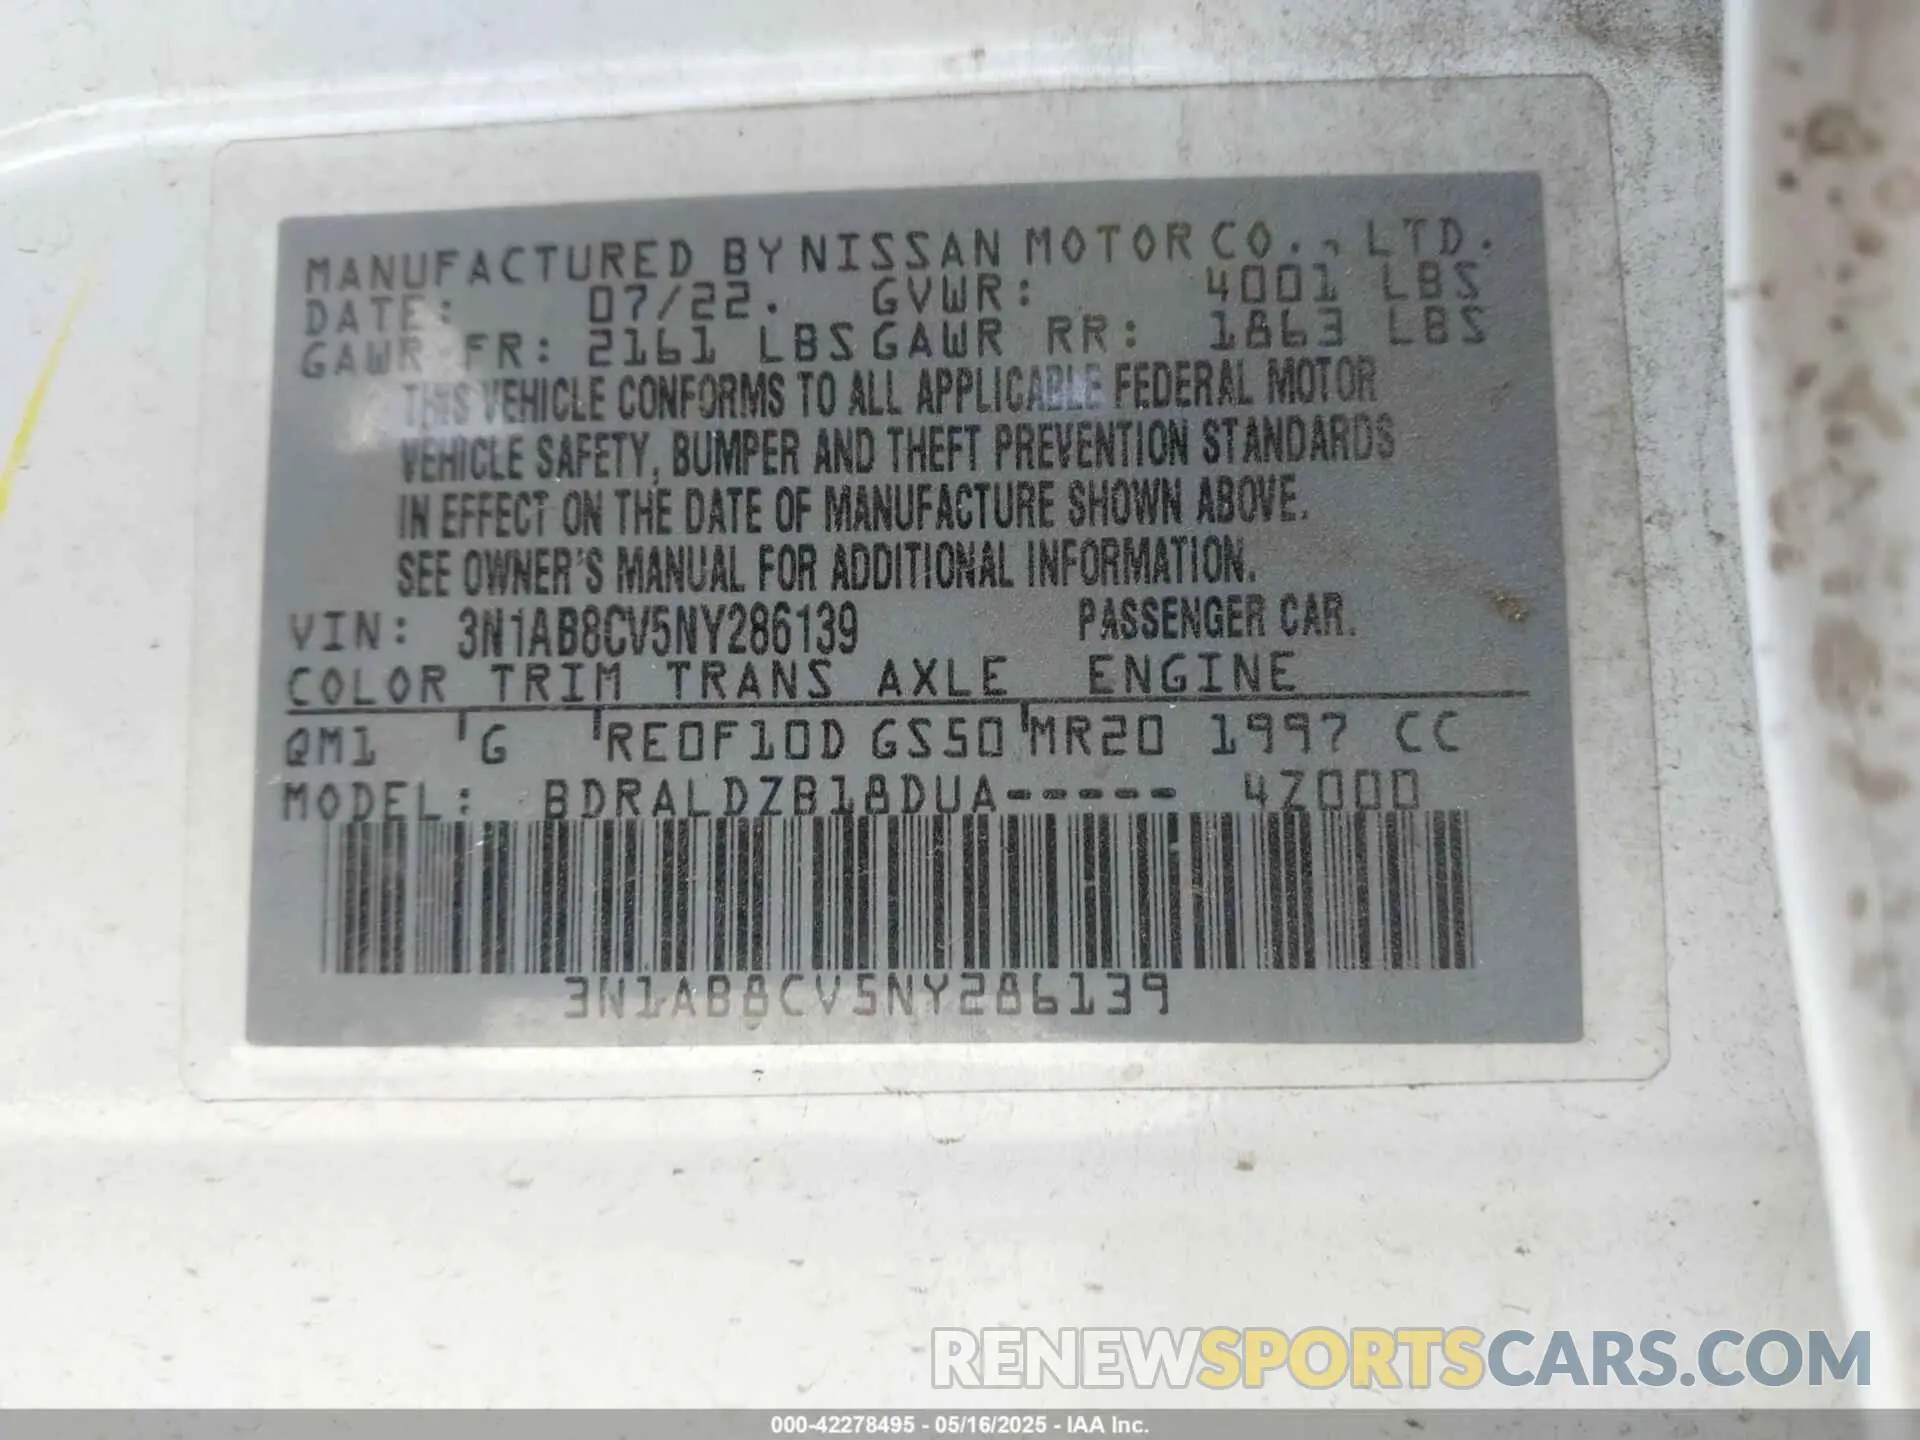 MANUFACTURED BY NISSAN MOTOR CO., LTD.
DATE: 07/22. GVWR: 4001 LBS
GAWR FR: 2161 LBS GAWR RR: 1863 LBS
THIS VEHICLE CONFORMS TO ALL APPLICABLE FEDERAL MOTOR
VEHICLE SAFETY, BUMPER AND THEFT PREVENTION STANDARDS
IN EFFECT ON THE DATE OF MANUFACTURE SHOWN ABOVE.
SEE OWNER'S MANUAL FOR ADDITIONAL INFORMATION.
VIN: 3N1AB8CV5NY286139 PASSENGER CAR.
COLOR TRIM TRANS AXLE ENGINE
QM1 G RE0F10D GS50 MR20 1997 CC
MODEL: BDRALDZB18DUA----- 4Z000
3N1AB8CV5NY286139
RENEWSPORTSCARS.COM
000-42278495 - 05/16/2025 - IAA Inc.